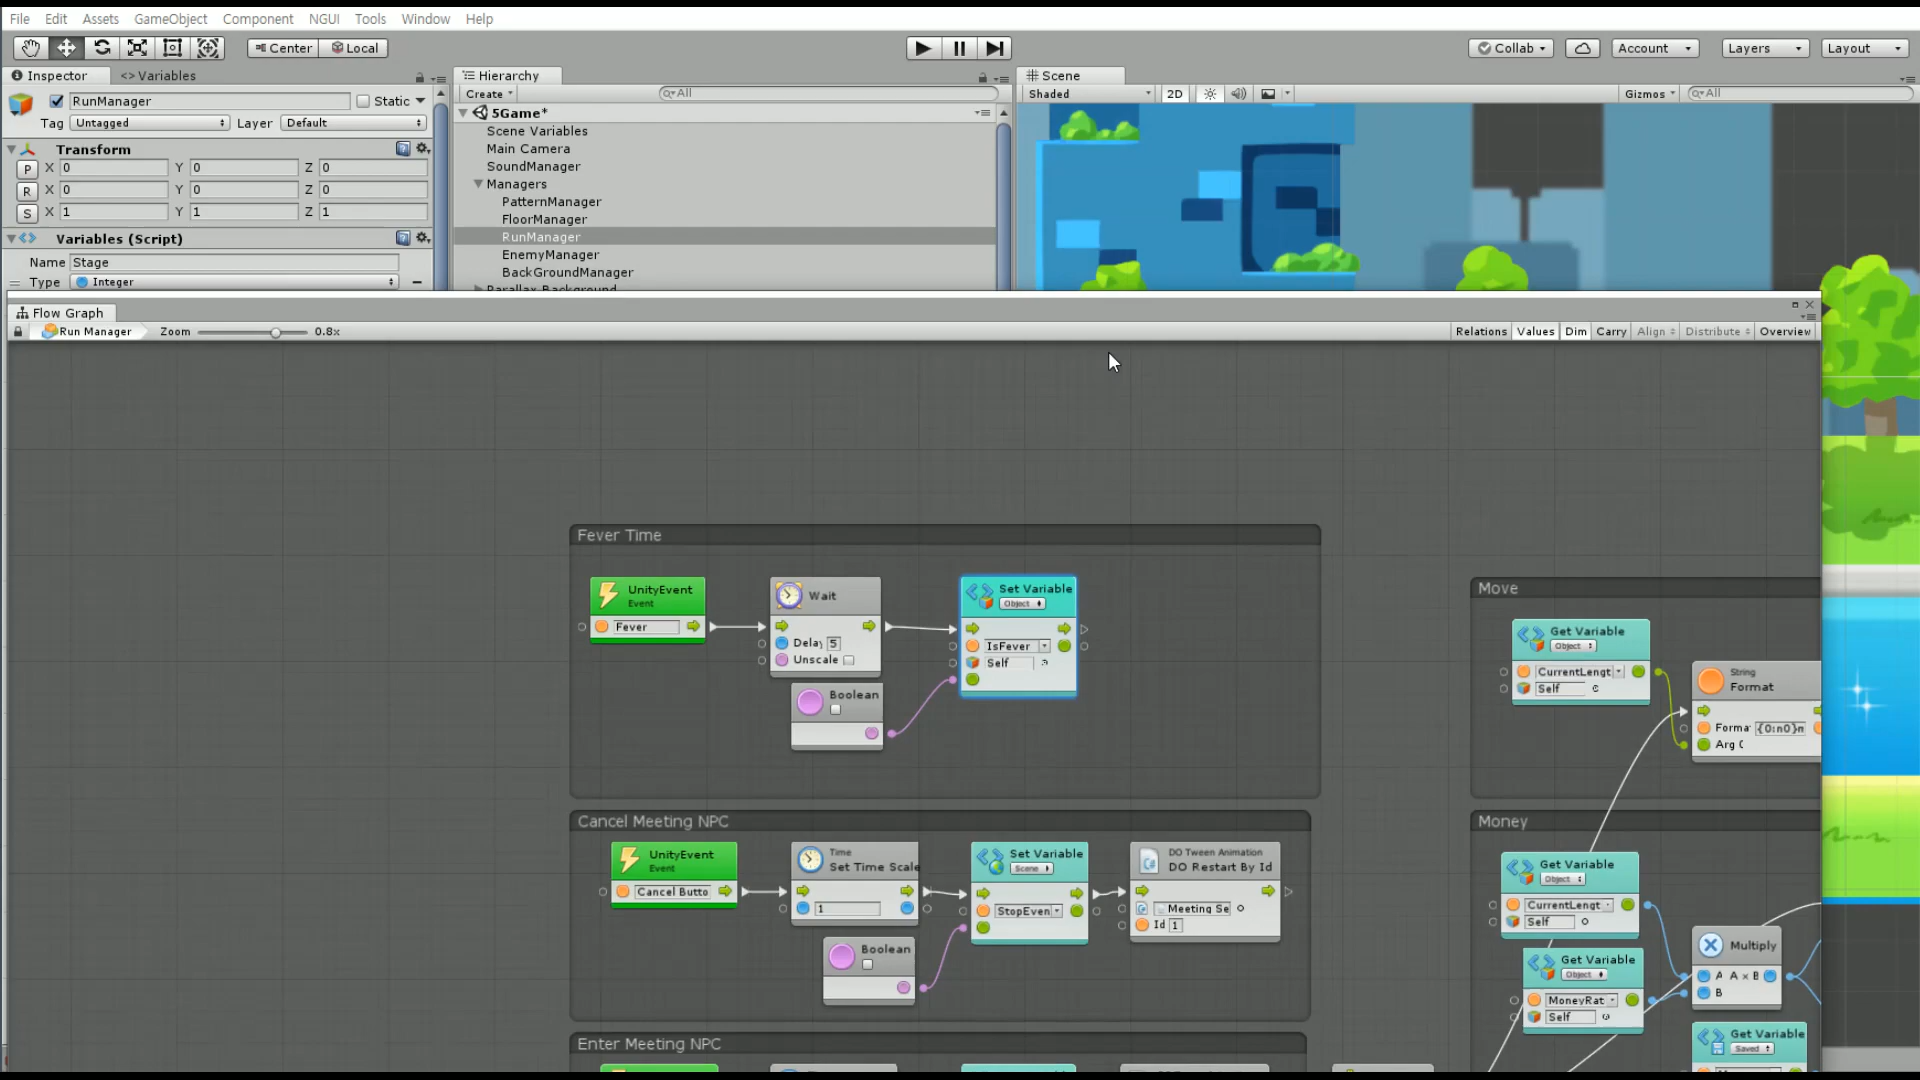 File Edit Assets GameObject Component NGUI Tools Window Help
Center Local
Collab Account Layers Layout
Inspector <> Variables
Hierarchy
Scene
RunManager Static
Create All
Shaded 2D Gizmos All
Tag Untagged Layer Default
5Game*
Scene Variables
Main Camera
SoundManager
Managers
PatternManager
FloorManager
RunManager
EnemyManager
BackGroundManager
Parallax Background
Transform
P X 0 Y 0 Z 0
R X 0 Y 0 Z 0
S X 1 Y 1 Z 1
Variables (Script)
Name Stage
Type Integer
Flow Graph
Run Manager Zoom 0.8x
Relations Values Dim Carry Align Distribute Overview
Fever Time
UnityEvent
Event
Fever
Wait
Delay 5
Unscale
Boolean
Set Variable
Object
IsFever
Self
Move
Get Variable
Object
CurrentLengt
Self
String
Format
Forma {0:n0}m
Arg
Cancel Meeting NPC
UnityEvent
Event
Cancel Butto
Time
Set Time Scale
1
Boolean
Set Variable
Scene
StopEven
DO Tween Animation
DO Restart By Id
Meeting Se
Id 1
Money
Get Variable
Object
CurrentLengt
Self
Get Variable
Object
MoneyRat
Self
Multiply
A A × B
B
Get Variable
Saved
Enter Meeting NPC